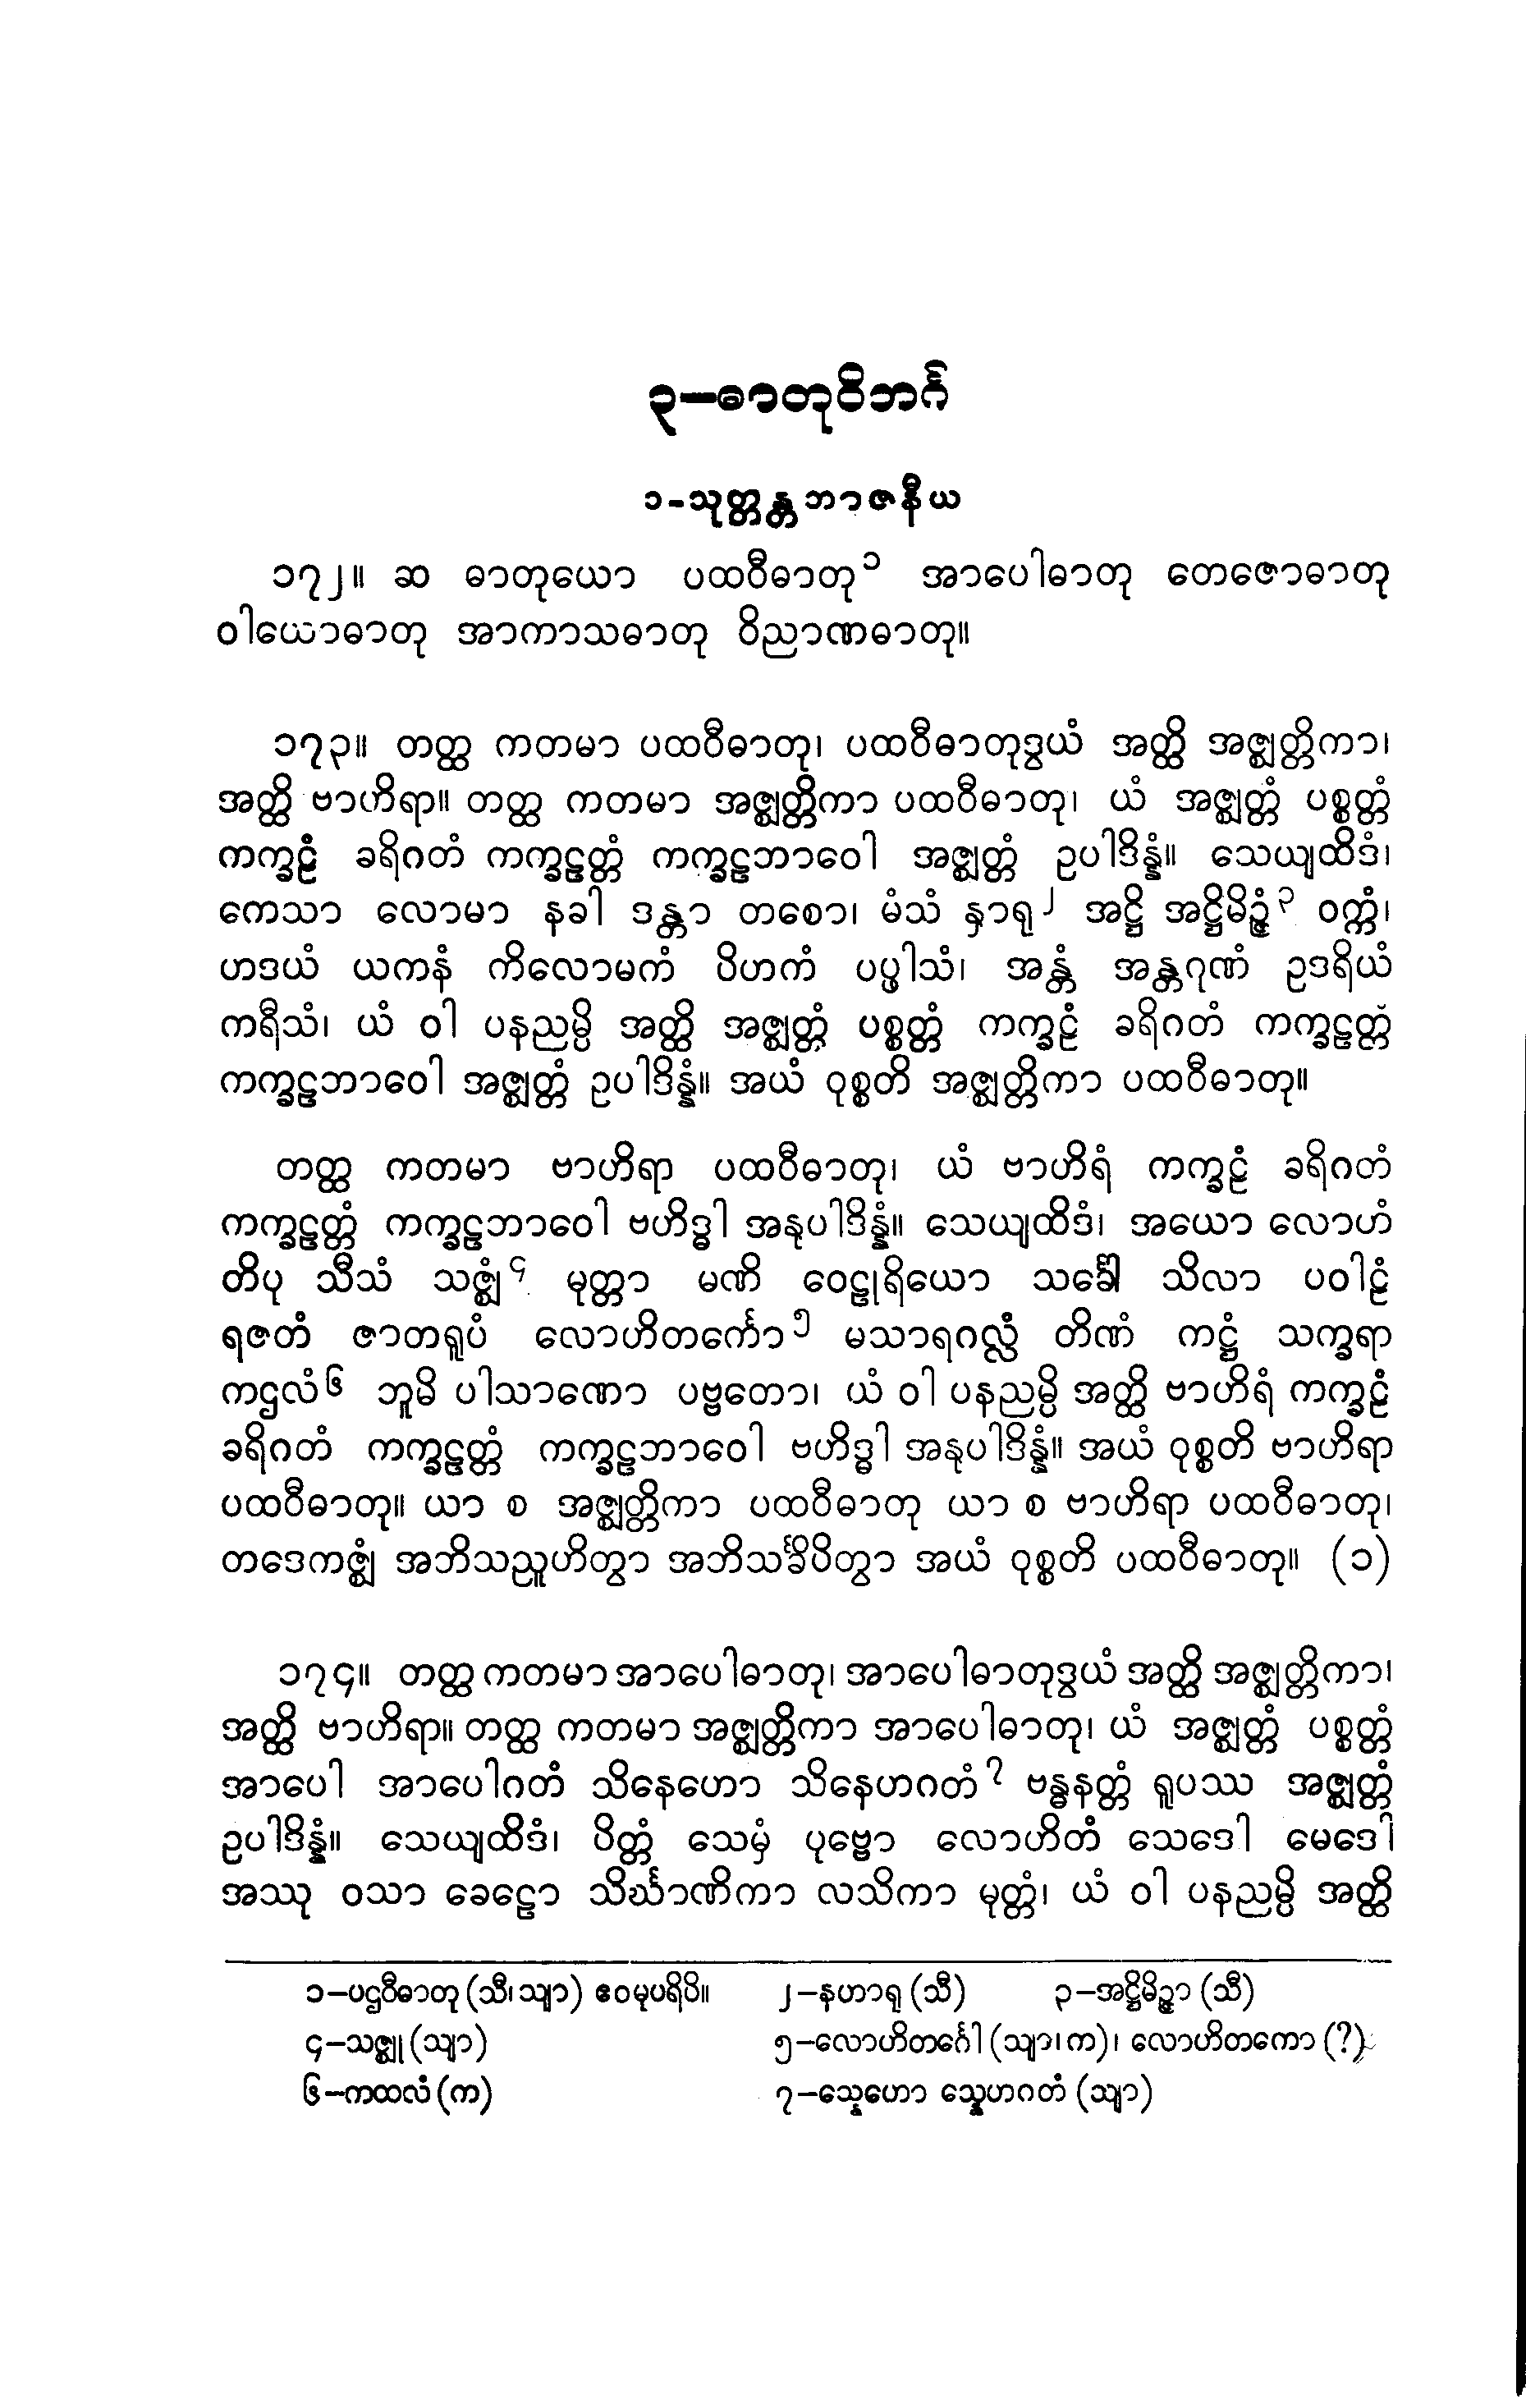 ၃–ဓာတုဝိဘင်္ဂ
၁-သုတ္တန္တဘာဇနီယ
၁၇၂။ ဆ ဓာတုယော ပထဝီဓာတု၁ အာပေါဓာတု တေဇောဓာတု
ဝါယောဓာတု အာကာသဓာတု ဝိညာဏဓာတု။
၁၇၃။ တတ္ထ ကတမာ ပထဝီဓာတု၊ ပထဝီဓာတုဒွယံ အတ္ထိ အဇ္ဈတ္တိကာ၊
အတ္ထိ ဗာဟိရာ။ တတ္ထ ကတမာ အဇ္ဈတ္တိကာ ပထဝီဓာတု၊ ယံ အဇ္ဈတ္တံ ပစ္စတ္တံ
ကက္ခဠံ ခရိဂတံ ကက္ခဠတ္တံ ကက္ခဠဘာဝေါ အဇ္ဈတ္တံ ဥပါဒိန္နံ။ သေယျထိဒံ၊
ကေသာ လောမာ နခါ ဒန္တာ တစော၊ မံသံ နှာရု၂ အဋ္ဌိ အဋ္ဌိမိဉ္ဇံ၃ ဝက္ကံ၊
ဟဒယံ ယကနံ ကိလောမကံ ပိဟကံ ပပ္ဖါသံ၊ အန္တံ အန္တဂုဏံ ဥဒရိယံ
ကရီသံ၊ ယံ ဝါ ပနညမ္ပိ အတ္ထိ အဇ္ဈတ္တံ ပစ္စတ္တံ ကက္ခဠံ ခရိဂတံ ကက္ခဠတ္တံ
ကက္ခဠဘာဝေါ အဇ္ဈတ္တံ ဥပါဒိန္နံ။ အယံ ဝုစ္စတိ အဇ္ဈတ္တိကာ ပထဝီဓာတု။
တတ္ထ ကတမာ ဗာဟိရာ ပထဝီဓာတု၊ ယံ ဗာဟိရံ ကက္ခဠံ ခရိဂတံ
ကက္ခဠတ္တံ ကက္ခဠဘာဝေါ ဗဟိဒ္ဓါ အနုပါဒိန္နံ။ သေယျထိဒံ၊ အယော လောဟံ
တိပု သီသံ သဇ္ဈံ၄ မုတ္တာ မဏိ ဝေဠုရိယော သင်္ခေါ သိလာ ပဝါဠံ
ရဇတံ ဇာတရူပံ လောဟိတင်္ကော၅ မသာရဂလ္လံ တိဏံ ကဋ္ဌံ သက္ခရာ
ကဌလံ၆ ဘူမိ ပါသာဏော ပဗ္ဗတော၊ ယံ ဝါ ပနညမ္ပိ အတ္ထိ ဗာဟိရံ ကက္ခဠံ
ခရိဂတံ ကက္ခဠတ္တံ ကက္ခဠဘာဝေါ ဗဟိဒ္ဓါ အနုပါဒိန္နံ။ အယံ ဝုစ္စတိ ဗာဟိရာ
ပထဝီဓာတု။ ယာ စ အဇ္ဈတ္တိကာ ပထဝီဓာတု ယာ စ ဗာဟိရာ ပထဝီဓာတု၊
တဒေကဇ္ဈံ အဘိသညူဟိတွာ အဘိသင်္ခိပိတွာ အယံ ဝုစ္စတိ ပထဝီဓာတု။ (၁)
၁၇၄။ တတ္ထ ကတမာ အာပေါဓာတု၊ အာပေါဓာတုဒွယံ အတ္ထိ အဇ္ဈတ္တိကာ၊
အတ္ထိ ဗာဟိရာ။ တတ္ထ ကတမာ အဇ္ဈတ္တိကာ အာပေါဓာတု၊ ယံ အဇ္ဈတ္တံ ပစ္စတ္တံ
အာပေါ အာပေါဂတံ သိနေဟော သိနေဟဂတံ၇ ဗန္ဓနတ္တံ ရူပဿ အဇ္ဈတ္တံ
ဥပါဒိန္နံ။ သေယျထိဒံ၊ ပိတ္တံ သေမှံ ပုဗ္ဗော လောဟိတံ သေဒေါ မေဒေါ
အဿု ဝသာ ခေဠော သိင်္ဃာဏိကာ လသိကာ မုတ္တံ၊ ယံ ဝါ ပနညမ္ပိ အတ္ထိ
၁–ပဌဝီဓာတု (သီ၊ သျာ) ဧဝမုပရိပိ။ ၂–နဟာရု (သီ) ၃–အဋ္ဌိမိဉ္ဇာ (သီ)
၄–သဇ္ဈု (သျာ) ၅–လောဟိတင်္ဂေါ (သျာ၊ က)၊ လောဟိတကော (?)
၆–ကထလံ (က) ၇–သ္နေဟော သ္နေဟဂတံ (သျာ)